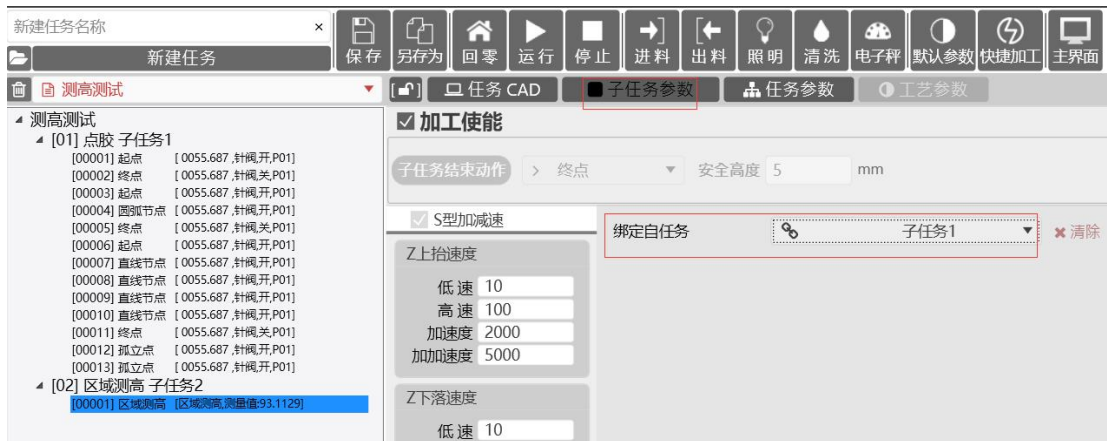 新建任务名称 ×
保存 另存为 回零 运行 停止 进料 出料 照明 清洗 电子秤 默认参数 快捷加工 主界面
新建任务
测高测试
任务 CAD 子任务参数 任务参数 工艺参数
测高测试
[01] 点胶 子任务1
[00001] 起点 [ 0055.687 ,针阀,开,P01]
[00002] 终点 [ 0055.687 ,针阀,关,P01]
[00003] 起点 [ 0055.687 ,针阀,开,P01]
[00004] 圆弧节点 [ 0055.687 ,针阀,开,P01]
[00005] 终点 [ 0055.687 ,针阀,关,P01]
[00006] 起点 [ 0055.687 ,针阀,开,P01]
[00007] 直线节点 [ 0055.687 ,针阀,开,P01]
[00008] 直线节点 [ 0055.687 ,针阀,开,P01]
[00009] 直线节点 [ 0055.687 ,针阀,开,P01]
[00010] 直线节点 [ 0055.687 ,针阀,开,P01]
[00011] 终点 [ 0055.687 ,针阀,关,P01]
[00012] 孤立点 [ 0055.687 ,针阀,开,P01]
[00013] 孤立点 [ 0055.687 ,针阀,开,P01]
[02] 区域测高 子任务2
[00001] 区域测高 [区域测高,测量值:93.1129]
加工使能
子任务结束动作 > 终点 安全高度 5 mm
S型加减速
绑定自任务 子任务1 清除
Z上抬速度
低速 10
高速 100
加速度 2000
加加速度 5000
Z下落速度
低速 10